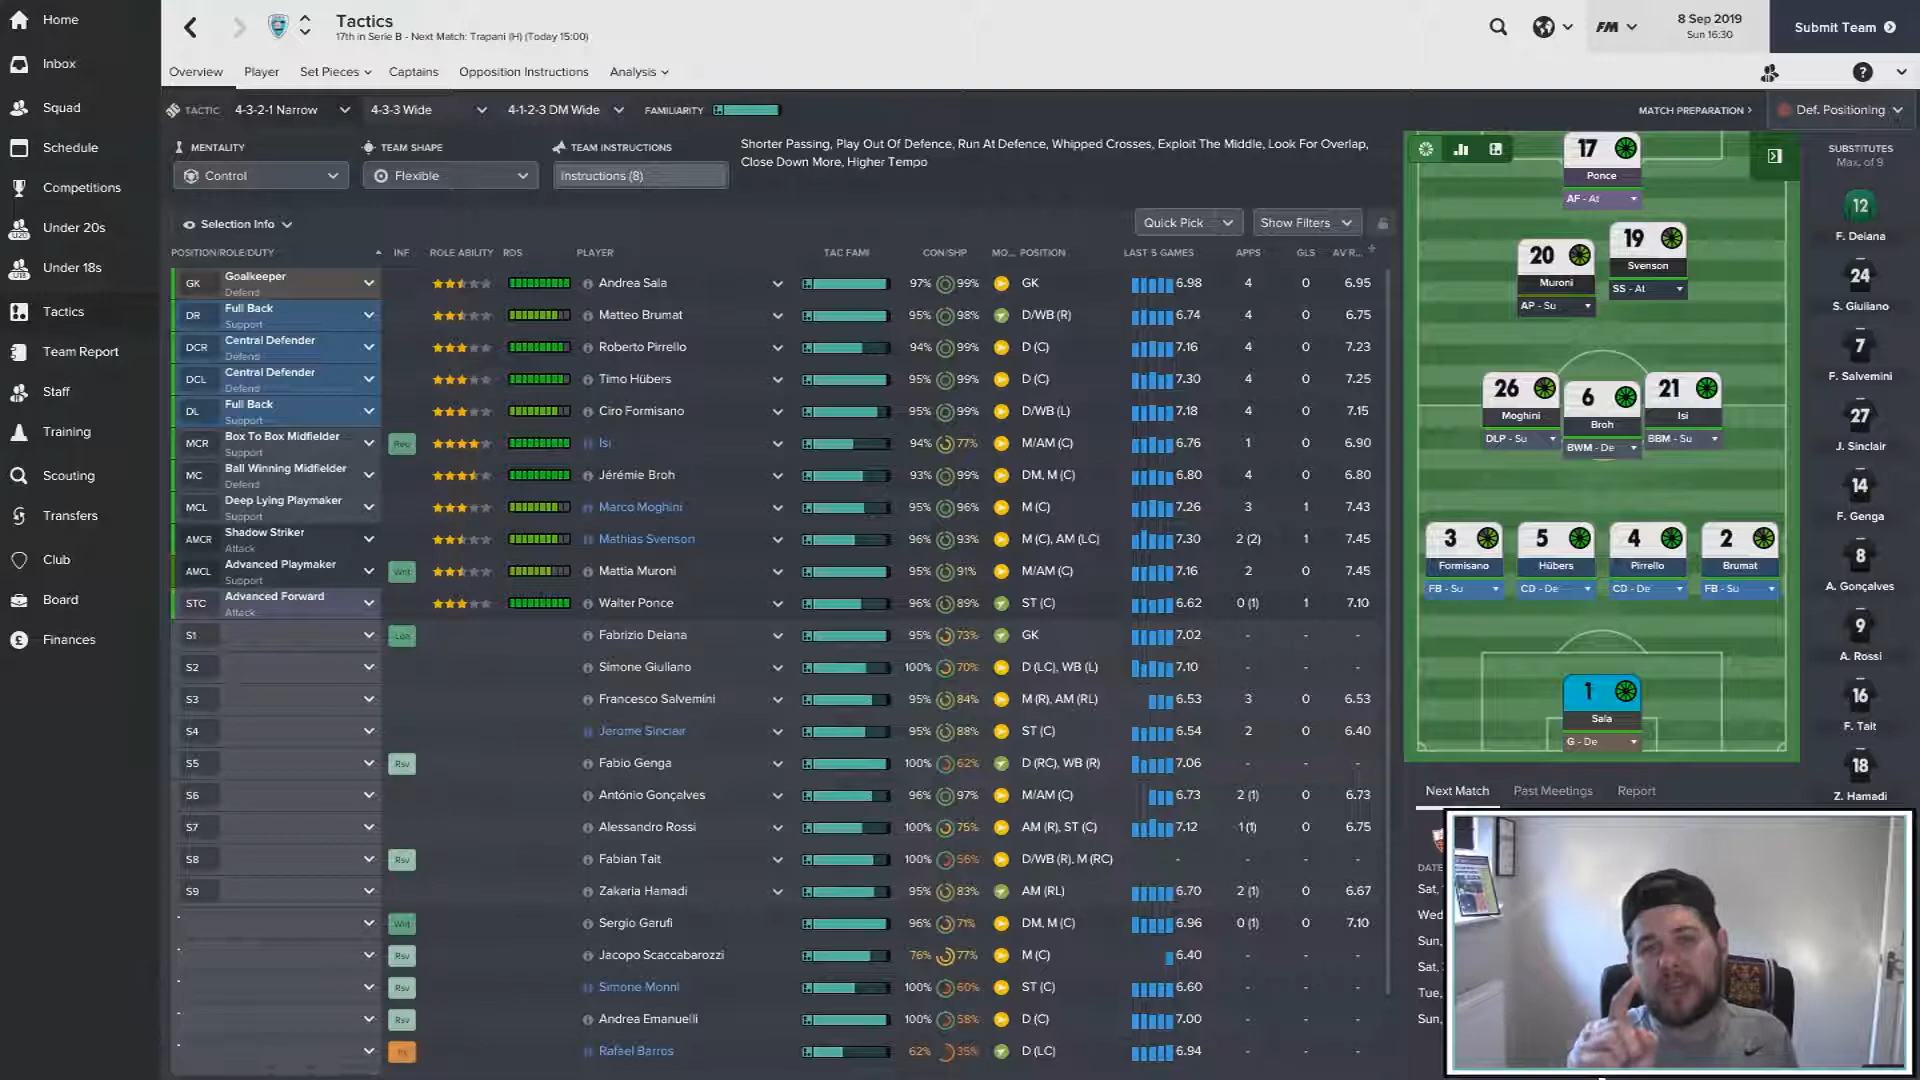 Home
Inbox
Squad
Schedule
Competitions
Under 20s
Under 18s
Tactics
Team Report
Staff
Training
Scouting
Transfers
Club
Board
Finances
Tactics
17th in Serie B - Next Match: Trapani (H) (Today 15:00)
FM
8 Sep 2019
Sun 16:30
Submit Team
Overview Player Set Pieces Captains Opposition Instructions Analysis
TACTIC 4-3-2-1 Narrow 4-3-3 Wide 4-1-2-3 DM Wide FAMILIARITY
MATCH PREPARATION > Def. Positioning
MENTALITY
Control
TEAM SHAPE
Flexible
TEAM INSTRUCTIONS
Instructions (8)
Shorter Passing, Play Out Of Defence, Run At Defence, Whipped Crosses, Exploit The Middle, Look For Overlap,
Close Down More, Higher Tempo
Selection Info
Quick Pick Show Filters
POSITION/ROLE/DUTY INF ROLE ABILITY RDS PLAYER TAC FAMI CON/SHP MO... POSITION LAST 5 GAMES APPS GLS AV R...
GK Goalkeeper Defend Andrea Sala 97% 99% GK 6.98 4 0 6.95
DR Full Back Support Matteo Brumat 95% 98% D/WB (R) 6.74 4 0 6.75
DCR Central Defender Defend Roberto Pirrello 94% 99% D (C) 7.16 4 0 7.23
DCL Central Defender Defend Timo Hübers 95% 99% D (C) 7.30 4 0 7.25
DL Full Back Support Ciro Formisano 95% 99% D/WB (L) 7.18 4 0 7.15
MCR Box To Box Midfielder Support Isi 94% 77% M/AM (C) 6.76 1 0 6.90
MC Ball Winning Midfielder Defend Jérémie Broh 93% 99% DM, M (C) 6.80 4 0 6.80
MCL Deep Lying Playmaker Support Marco Moghini 95% 96% M (C) 7.26 3 1 7.43
AMCR Shadow Striker Attack Mathias Svenson 96% 93% M (C), AM (LC) 7.30 2 (2) 1 7.45
AMCL Advanced Playmaker Support Wnt Mattia Muroni 95% 91% M/AM (C) 7.16 2 0 7.45
STC Advanced Forward Attack Walter Ponce 96% 89% ST (C) 6.62 0 (1) 1 7.10
S1 Fabrizio Deiana 95% 73% GK 7.02 - - -
S2 Simone Giuliano 100% 70% D (LC), WB (L) 7.10 - - -
S3 Francesco Salvemini 95% 84% M (R), AM (RL) 6.53 3 0 6.53
S4 Jerome Sinclair 95% 88% ST (C) 6.54 2 0 6.40
S5 Rsv Fabio Genga 100% 62% D (RC), WB (R) 7.06 - - -
S6 António Gonçalves 96% 97% M/AM (C) 6.73 2 (1) 0 6.73
S7 Alessandro Rossi 100% 75% AM (R), ST (C) 7.12 1 (1) 0 6.75
S8 Rsv Fabian Tait 100% 56% D/WB (R), M (RC) - - - -
S9 Zakaria Hamadi 95% 83% AM (RL) 6.70 2 (1) 0 6.67
- Wnt Sergio Garufi 96% 71% DM, M (C) 6.96 0 (1) 0 7.10
- Rsv Jacopo Scaccabarozzi 76% 77% M (C) 6.40 - - -
- Rsv Simone Monni 100% 60% ST (C) 6.60 - - -
- Rsv Andrea Emanuelli 100% 58% D (C) 7.00 - - -
- Rafael Barros 62% 35% D (LC) 6.94 - - -
17
Ponce
AF - At
20
Muroni
AP - Su
19
Svenson
SS - At
26
Moghini
DLP - Su
6
Broh
BWM - De
21
Isi
BBM - Su
3
Formisano
FB - Su
5
Hübers
CD - De
4
Pirrello
CD - De
2
Brumat
FB - Su
1
Sala
G - De
SUBSTITUTES
Max. of 9
12
F. Deiana
24
S. Giuliano
7
F. Salvemini
27
J. Sinclair
14
F. Genga
8
A. Gonçalves
9
A. Rossi
16
F. Tait
18
Z. Hamadi
Next Match Past Meetings Report
DATE
Sat,
Wed
Sun,
Sat,
Tue,
Sun,